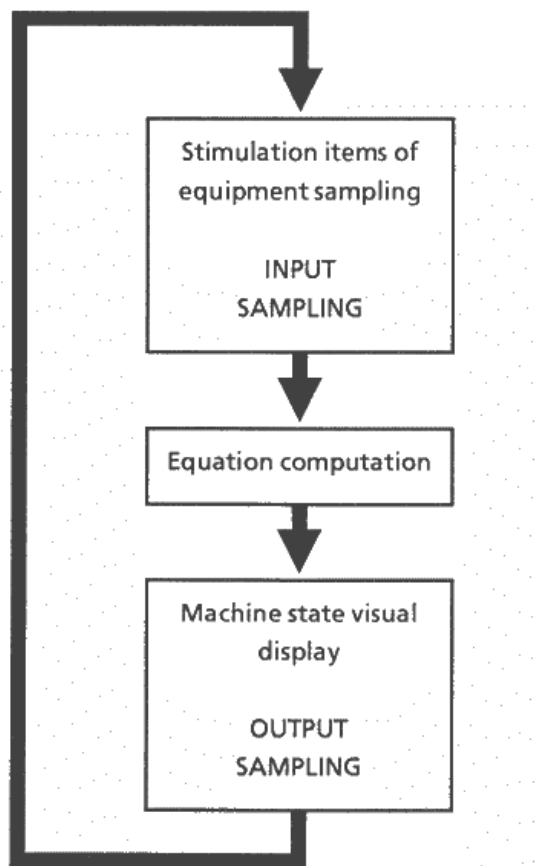 Stimulation items of
equipment sampling
INPUT
SAMPLING
Equation computation
Machine state visual
display
OUTPUT
SAMPLING